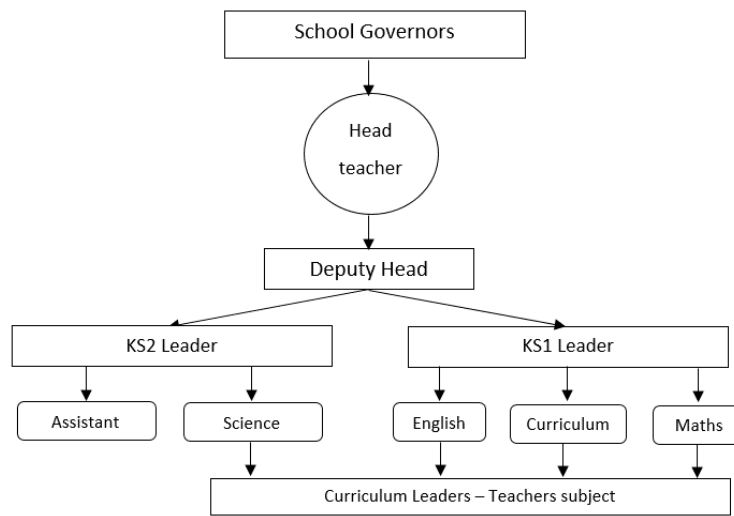 School Governors
Head
teacher
Deputy Head
KS2 Leader
KS1 Leader
Assistant
Science
English
Curriculum
Maths
Curriculum Leaders – Teachers subject